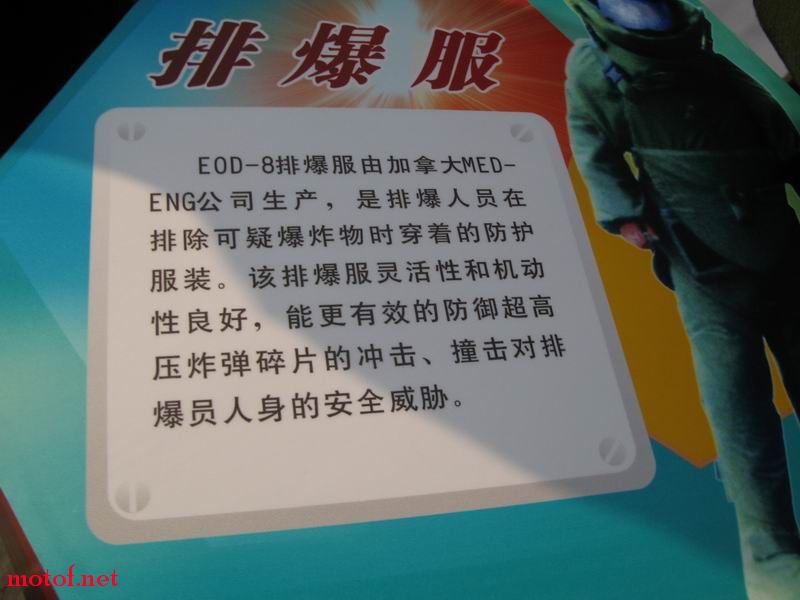 排爆服
EOD-8排爆服由加拿大MED-
ENG公司生产，是排爆人员在
排除可疑爆炸物时穿着的防护
服装。该排爆服灵活性和机动
性良好，能更有效的防御超高
压炸弹碎片的冲击、撞击对排
爆员人身的安全威胁。
motof.net